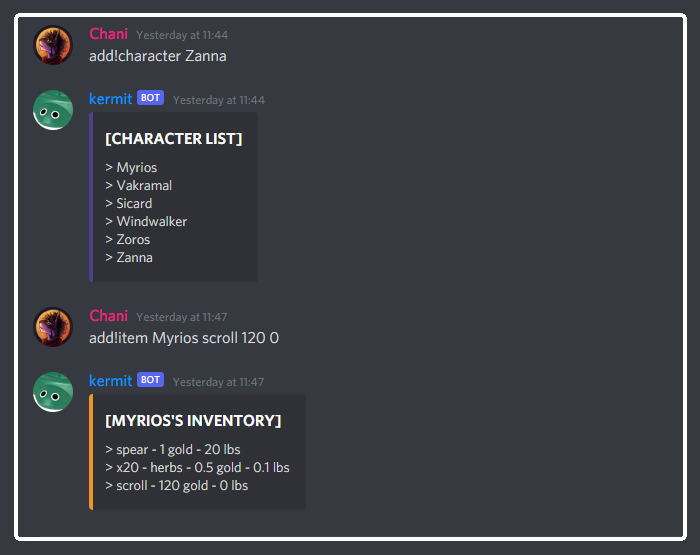 Chani Yesterday at 11:44
add!character Zanna
kermit BOT Yesterday at 11:44
[CHARACTER LIST]
> Myrios
> Vakramal
> Sicard
> Windwalker
> Zoros
> Zanna
Chani Yesterday at 11:47
add!item Myrios scroll 120 0
kermit BOT Yesterday at 11:47
[MYRIOS'S INVENTORY]
> spear - 1 gold - 20 lbs
> x20 - herbs - 0.5 gold - 0.1 lbs
> scroll - 120 gold - 0 lbs